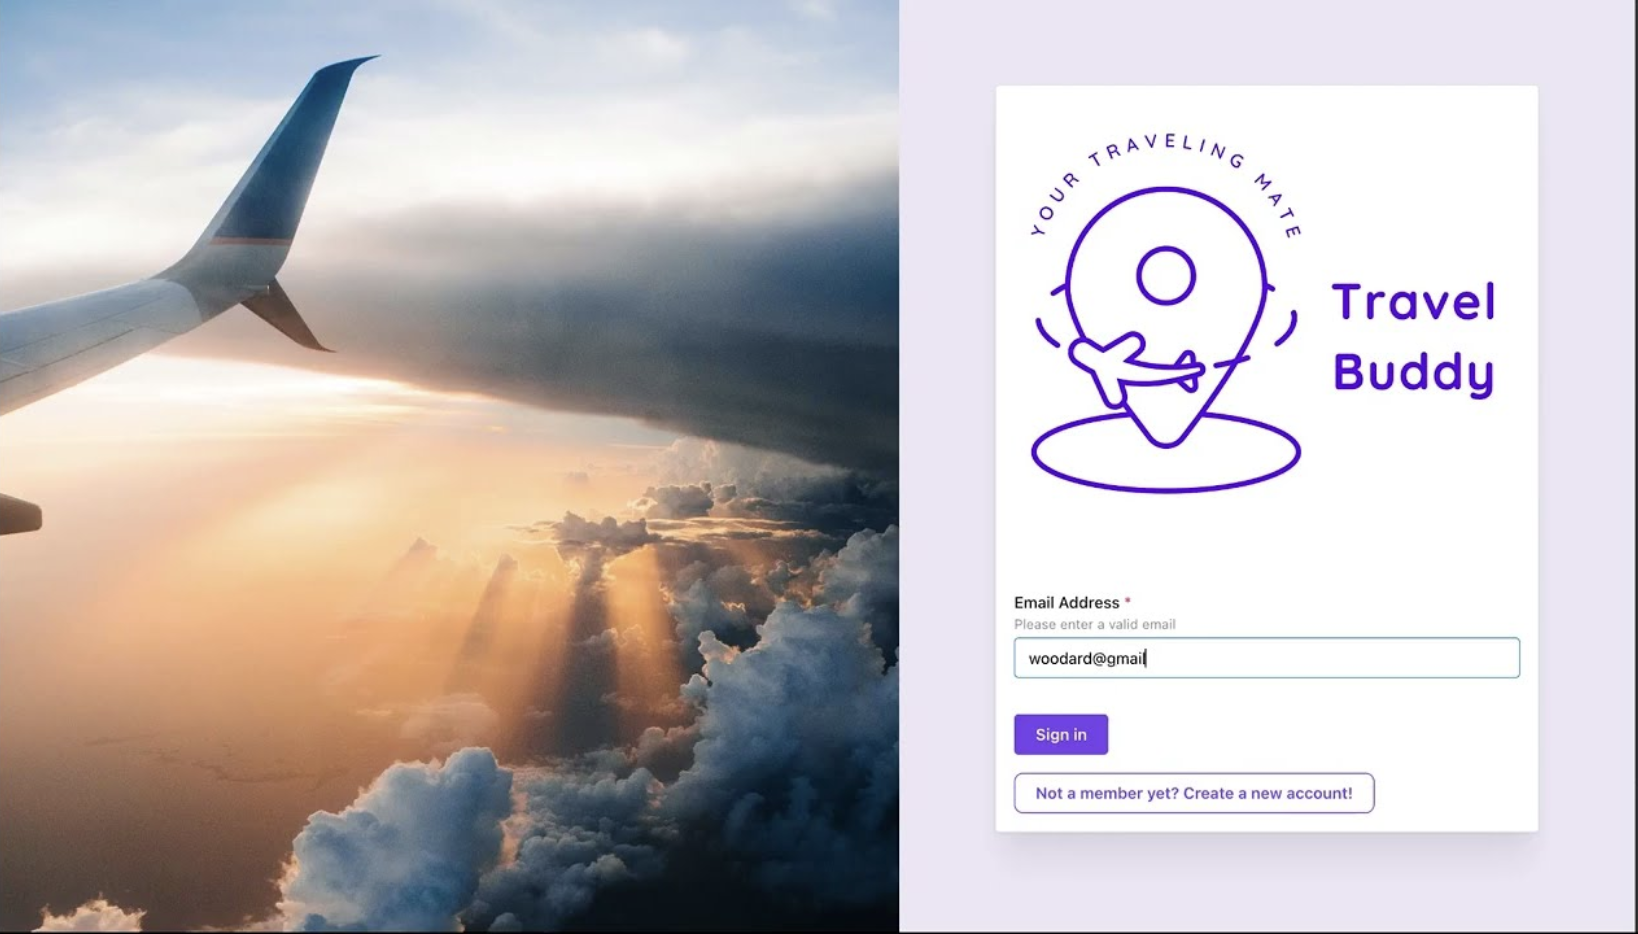 YOUR TRAVELING MATE
Travel
Buddy
Email Address *
Please enter a valid email
woodard@gmail
Sign in
Not a member yet? Create a new account!